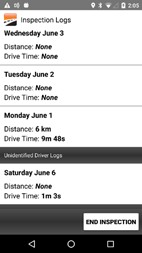 2:05
Inspection Logs
Wednesday June 3
Distance: None
Drive Time: None
Tuesday June 2
Distance: None
Drive Time: None
Monday June 1
Distance: 6 km
Drive Time: 9m 48s
Unidentified Driver Logs
Saturday June 6
Distance: None
Drive Time: 1m 3s
END INSPECTION